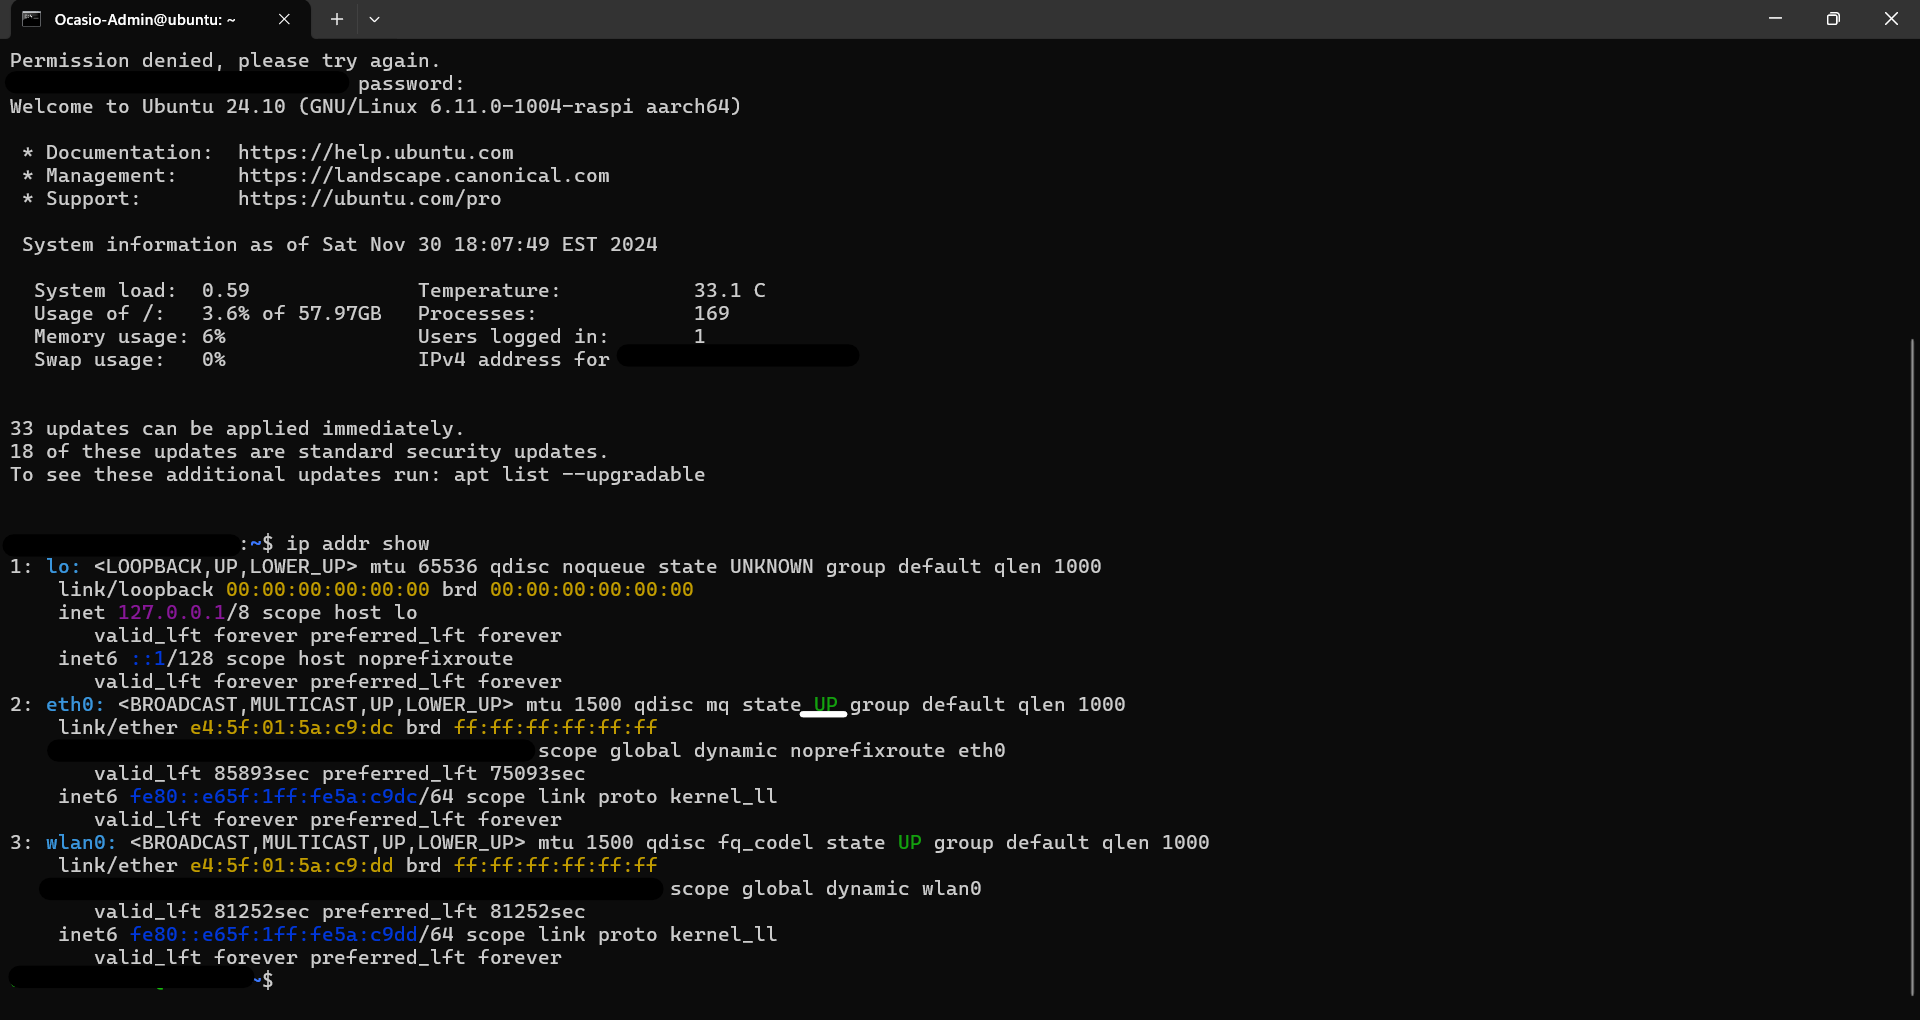 Ocasio-Admin@ubuntu: ~
Permission denied, please try again.
password:
Welcome to Ubuntu 24.10 (GNU/Linux 6.11.0-1004-raspi aarch64)
* Documentation:  https://help.ubuntu.com
* Management:     https://landscape.canonical.com
* Support:        https://ubuntu.com/pro
System information as of Sat Nov 30 18:07:49 EST 2024
System load:  0.59              Temperature:           33.1 C
Usage of /:   3.6% of 57.97GB   Processes:             169
Memory usage: 6%                Users logged in:       1
Swap usage:   0%                IPv4 address for
33 updates can be applied immediately.
18 of these updates are standard security updates.
To see these additional updates run: apt list --upgradable
:~$ ip addr show
1: lo: <LOOPBACK,UP,LOWER_UP> mtu 65536 qdisc noqueue state UNKNOWN group default qlen 1000
link/loopback 00:00:00:00:00:00 brd 00:00:00:00:00:00
inet 127.0.0.1/8 scope host lo
valid_lft forever preferred_lft forever
inet6 ::1/128 scope host noprefixroute
valid_lft forever preferred_lft forever
2: eth0: <BROADCAST,MULTICAST,UP,LOWER_UP> mtu 1500 qdisc mq state UP group default qlen 1000
link/ether e4:5f:01:5a:c9:dc brd ff:ff:ff:ff:ff:ff
scope global dynamic noprefixroute eth0
valid_lft 85893sec preferred_lft 75093sec
inet6 fe80::e65f:1ff:fe5a:c9dc/64 scope link proto kernel_ll
valid_lft forever preferred_lft forever
3: wlan0: <BROADCAST,MULTICAST,UP,LOWER_UP> mtu 1500 qdisc fq_codel state UP group default qlen 1000
link/ether e4:5f:01:5a:c9:dd brd ff:ff:ff:ff:ff:ff
scope global dynamic wlan0
valid_lft 81252sec preferred_lft 81252sec
inet6 fe80::e65f:1ff:fe5a:c9dd/64 scope link proto kernel_ll
valid_lft forever preferred_lft forever
~$